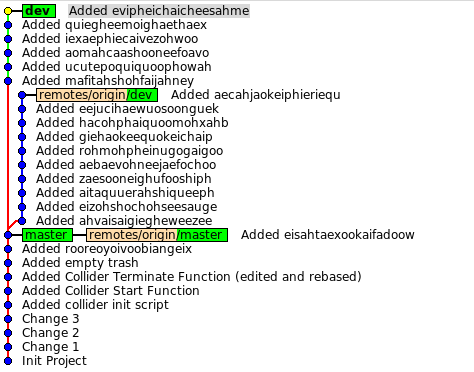 dev Added evipheichaicheesahme
Added quiegheemoighaethaex
Added iexaephiecaivezohwoo
Added aomahcaashooneefoavo
Added ucutepoquiquoophowah
Added mafitahshohfaijahney
remotes/origin/dev Added aecahjaokeiphieriequ
Added eejucihaewuosoonguek
Added hacohphaiquoomohxahb
Added giehaokeequokeichaip
Added rohmohpheinugogaigoo
Added aebaevohneejaefochoo
Added zaesooneighufooshiph
Added aitaquuerahshiqueeph
Added eizohshochohseesauge
Added ahvaisaigiegheweezee
master remotes/origin/master Added eisahtaexookaifadoow
Added rooreoyoivoobiangeix
Added empty trash
Added Collider Terminate Function (edited and rebased)
Added Collider Start Function
Added collider init script
Change 3
Change 2
Change 1
Init Project